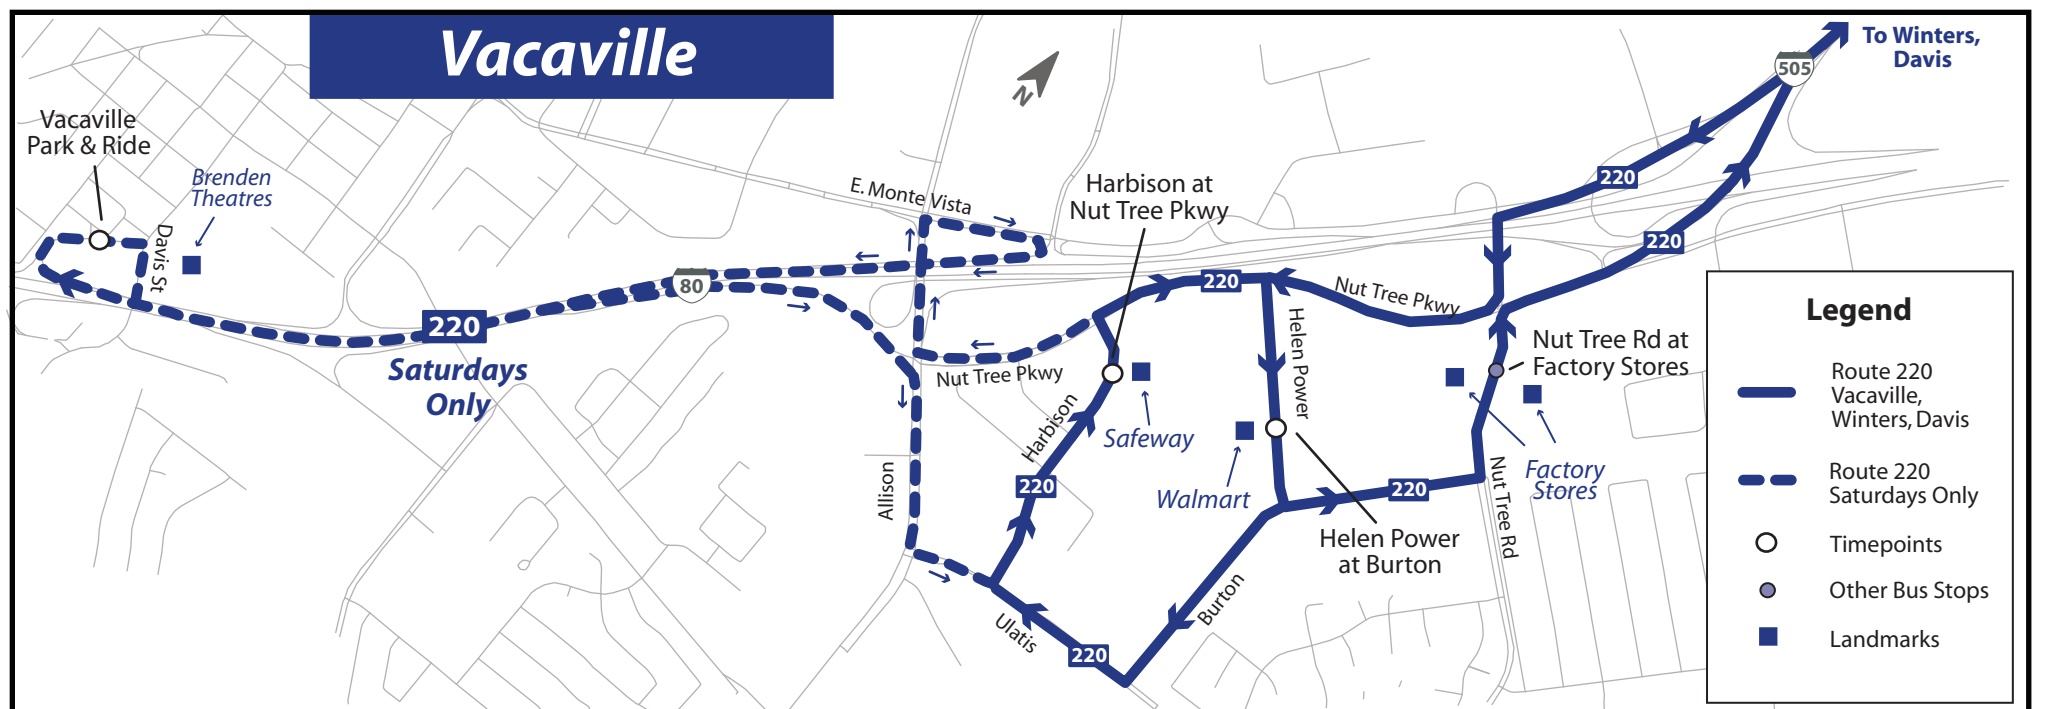 Vacaville
To Winters,
Davis
505
N
Vacaville
Park & Ride
Brenden
Theatres
Davis St
E. Monte Vista
Harbison at
Nut Tree Pkwy
220
220
80
220
Nut Tree Pkwy
220
Saturdays
Only
Nut Tree Pkwy
Helen Power
Nut Tree Rd at
Factory Stores
Harbison
Safeway
Walmart
Factory
Stores
Allison
220
220
Nut Tree Rd
Helen Power
at Burton
Burton
Ulatis
220
Legend
Route 220
Vacaville,
Winters, Davis
Route 220
Saturdays Only
Timepoints
Other Bus Stops
Landmarks